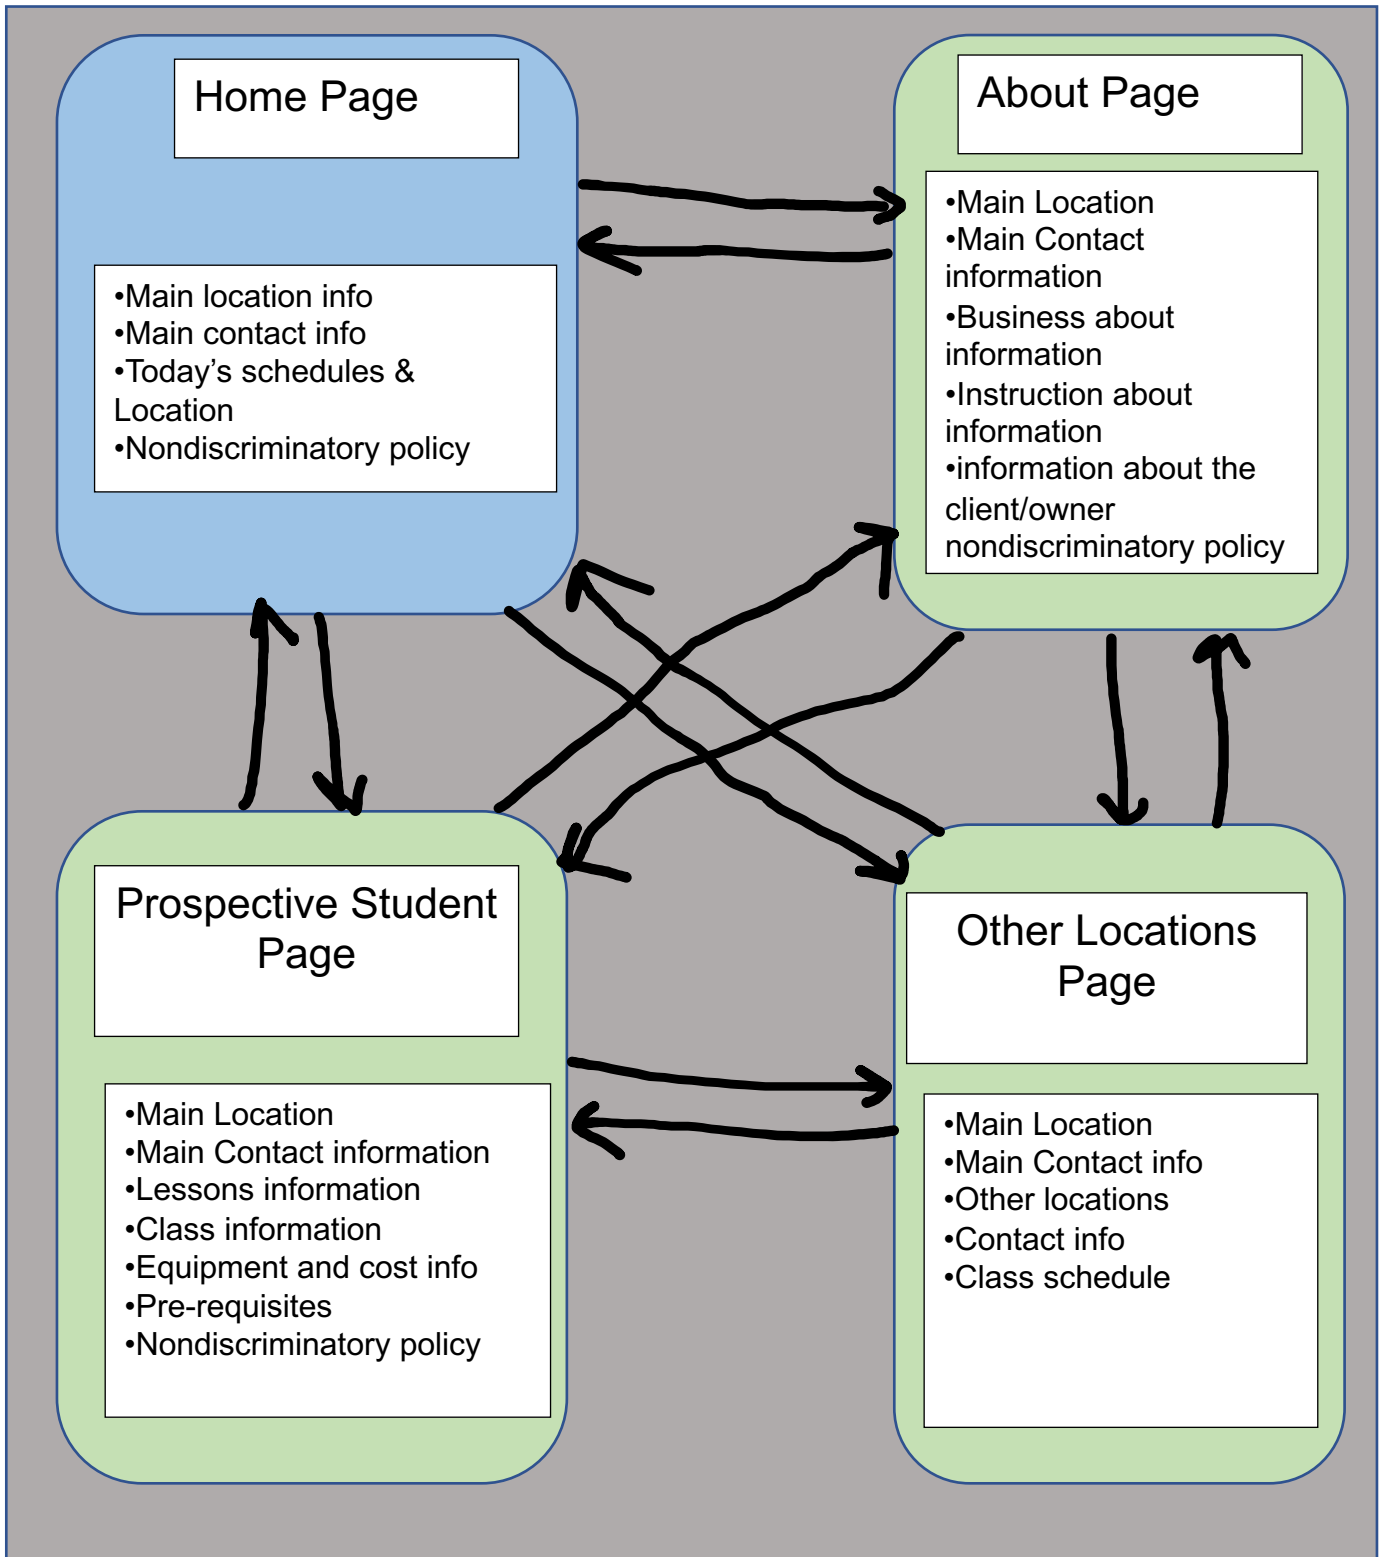 Home Page
•Main location info
•Main contact info
•Today’s schedules &
Location
•Nondiscriminatory policy
About Page
•Main Location
•Main Contact
information
•Business about
information
•Instruction about
information
•information about the
client/owner
nondiscriminatory policy
Prospective Student
Page
•Main Location
•Main Contact information
•Lessons information
•Class information
•Equipment and cost info
•Pre-requisites
•Nondiscriminatory policy
Other Locations
Page
•Main Location
•Main Contact info
•Other locations
•Contact info
•Class schedule